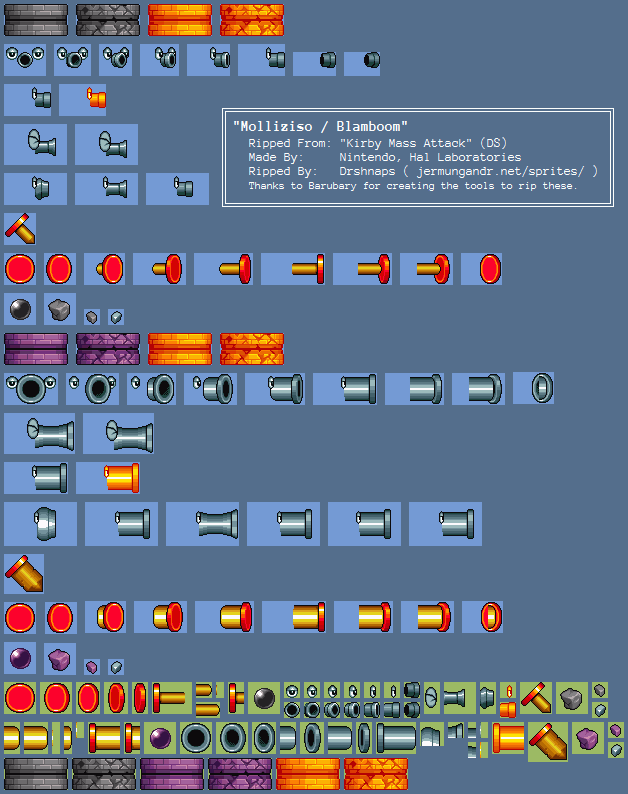 "Molliziso / Blamboom"
Ripped From: "Kirby Mass Attack" (DS)
Made By: Nintendo, Hal Laboratories
Ripped By: Drshnaps ( jermungandr.net/sprites/ )
Thanks to Barubary for creating the tools to rip these.